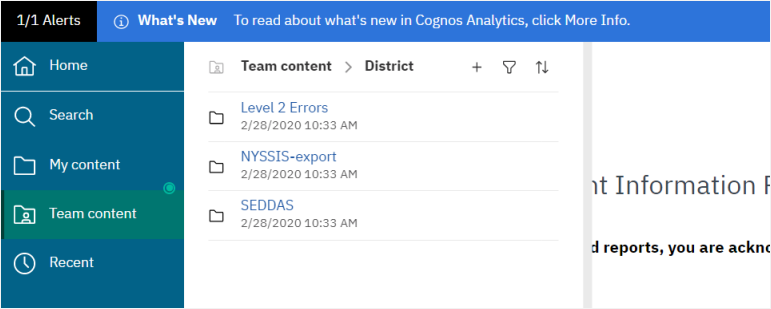 1/1 Alerts What's New To read about what's new in Cognos Analytics, click More Info.
Home
Search
My content
Team content
Recent
Team content > District
Level 2 Errors
2/28/2020 10:33 AM
NYSSIS-export
2/28/2020 10:33 AM
SEDDAS
2/28/2020 10:33 AM
nt Information
d reports, you are